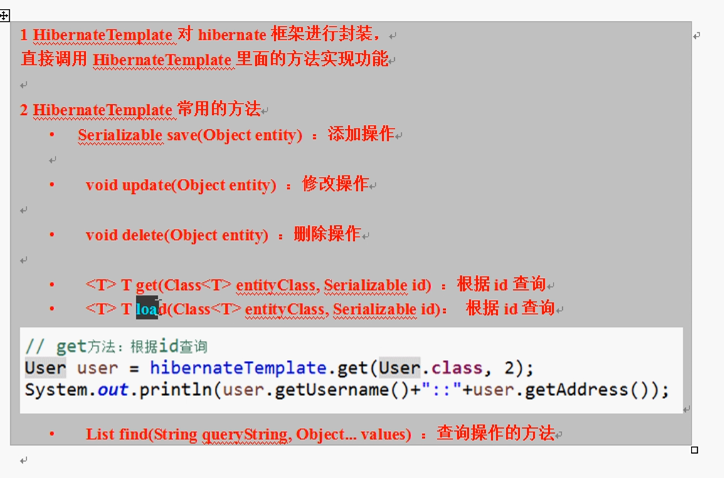 1 HibernateTemplate 对 hibernate 框架进行封装，
直接调用 HibernateTemplate 里面的方法实现功能
2 HibernateTemplate 常用的方法
• Serializable save(Object entity) ：添加操作
• void update(Object entity) ：修改操作
• void delete(Object entity) ：删除操作
• <T> T get(Class<T> entityClass, Serializable id) ：根据 id 查询
• <T> T load(Class<T> entityClass, Serializable id)： 根据 id 查询
// get方法：根据id查询
User user = hibernateTemplate.get(User.class, 2);
System.out.println(user.getUsername()+"::"+user.getAddress());
• List find(String queryString, Object... values) ：查询操作的方法